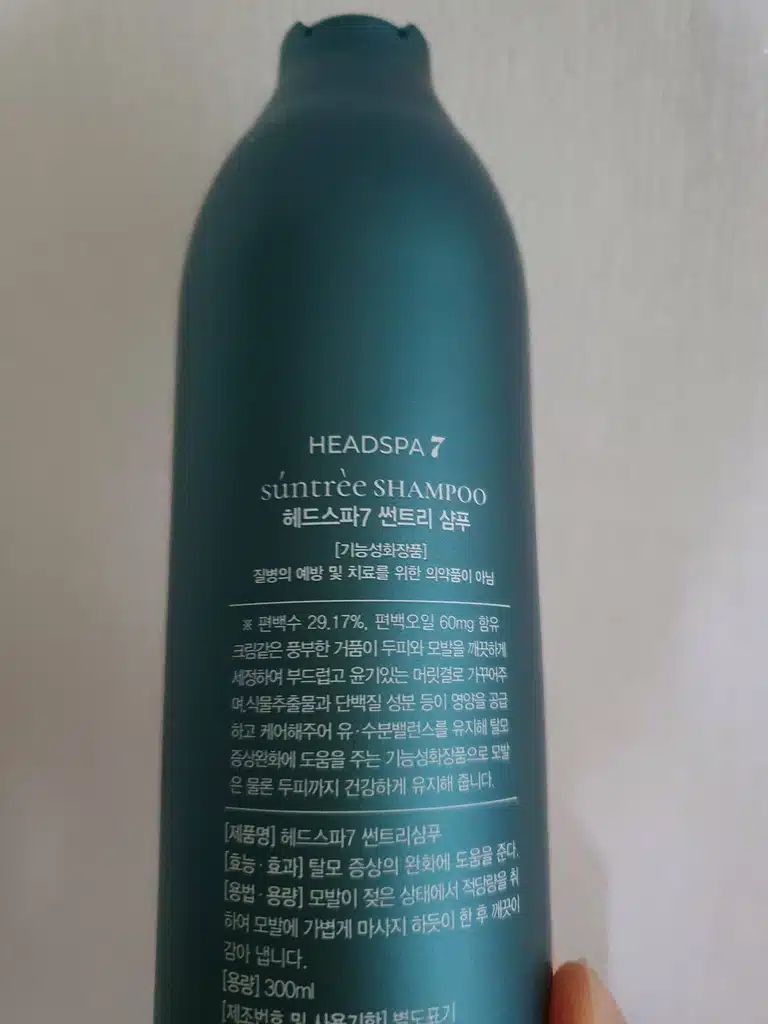 HEADSPA 7
súntrèe SHAMPOO
헤드스파7 썬트리 샴푸
[기능성화장품]
질병의 예방 및 치료를 위한 의약품이 아님
※ 편백수 29.17%, 편백오일 60mg 함유
크림같은 풍부한 거품이 두피와 모발을 깨끗하게
세정하여 부드럽고 윤기있는 머릿결로 가꾸어주
며,식물추출물과 단백질 성분 등이 영양을 공급
하고 케어해주어 유·수분밸런스를 유지해 탈모
증상완화에 도움을 주는 기능성화장품으로 모발
은 물론 두피까지 건강하게 유지해 줍니다.
[제품명] 헤드스파7 썬트리샴푸
[효능·효과] 탈모 증상의 완화에 도움을 준다.
[용법·용량] 모발이 젖은 상태에서 적당량을 취
하여 모발에 가볍게 마사지 하듯이 한 후 깨끗이
감아 냅니다.
[용량] 300ml
[제조번호 및 사용기한] 별도표기